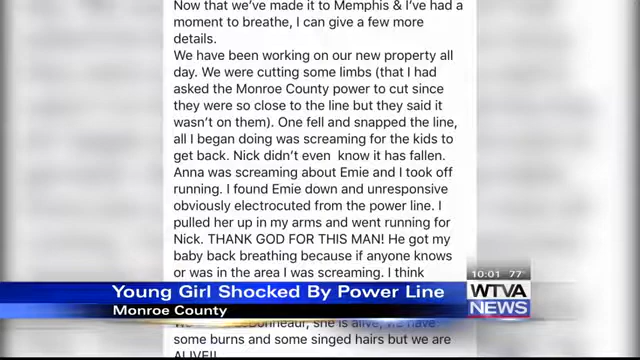 Now that we've made it to Memphis & I've had a
moment to breathe, I can give a few more
details.
We have been working on our new property all
day. We were cutting some limbs (that I had
asked the Monroe County power to cut since
they were so close to the line but they said it
wasn't on them). One fell and snapped the line,
all I began doing was screaming for the kids to
get back. Nick didn't even  know it has fallen.
Anna was screaming about Emie and I took off
running. I found Emie down and unresponsive
obviously electrocuted from the power line. I
pulled her up in my arms and went running for
Nick. THANK GOD FOR THIS MAN! He got my
baby back breathing because if anyone knows
or was in the area I was screaming. I think
10:01 77°
Young Girl Shocked By Power Line
WTVA
NEWS
Monroe County
she is alive, we have
some burns and some singed hairs but we are
ALIVE!!